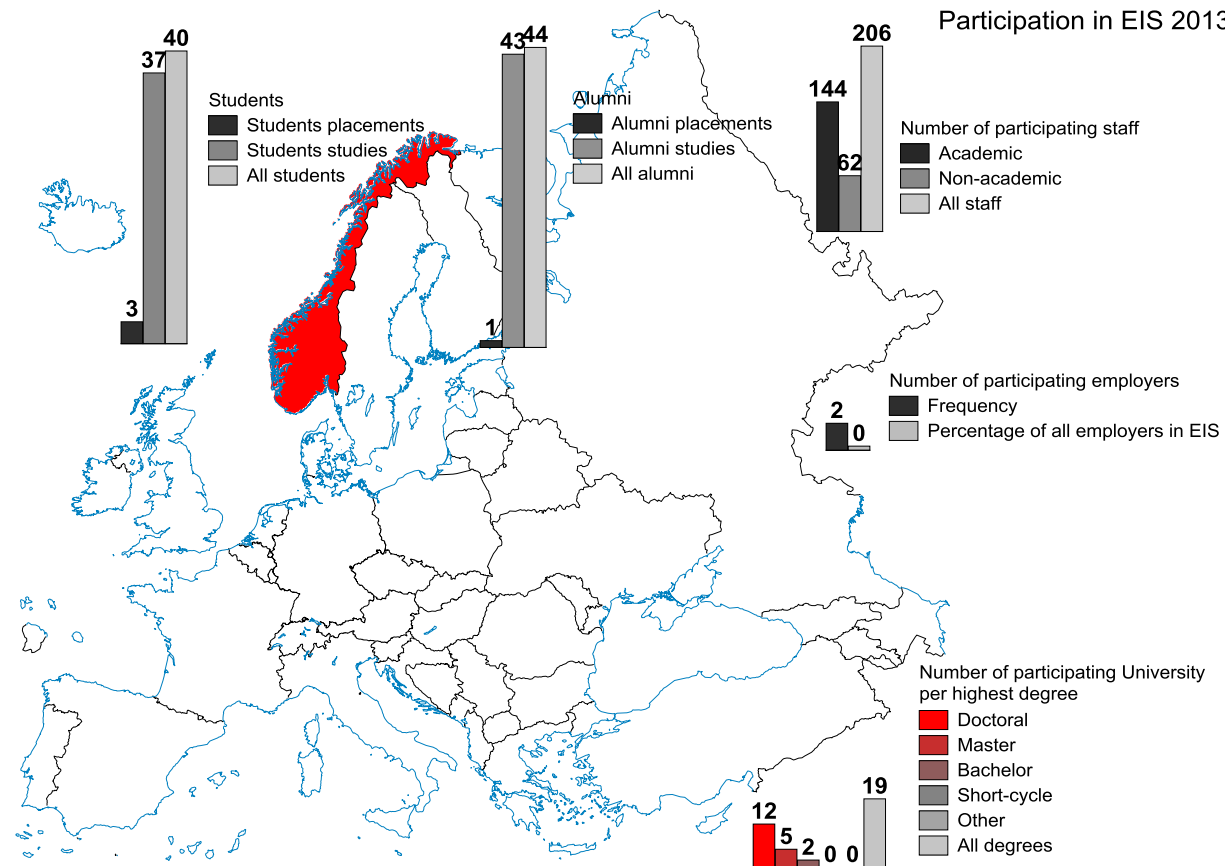 Participation in EIS 2013
3
37
40
Students
Students placements
Students studies
All students
1
43
44
Alumni
Alumni placements
Alumni studies
All alumni
144
62
206
Number of participating staff
Academic
Non-academic
All staff
2
0
Number of participating employers
Frequency
Percentage of all employers in EIS
12
5
2
0
0
19
Number of participating University
per highest degree
Doctoral
Master
Bachelor
Short-cycle
Other
All degrees